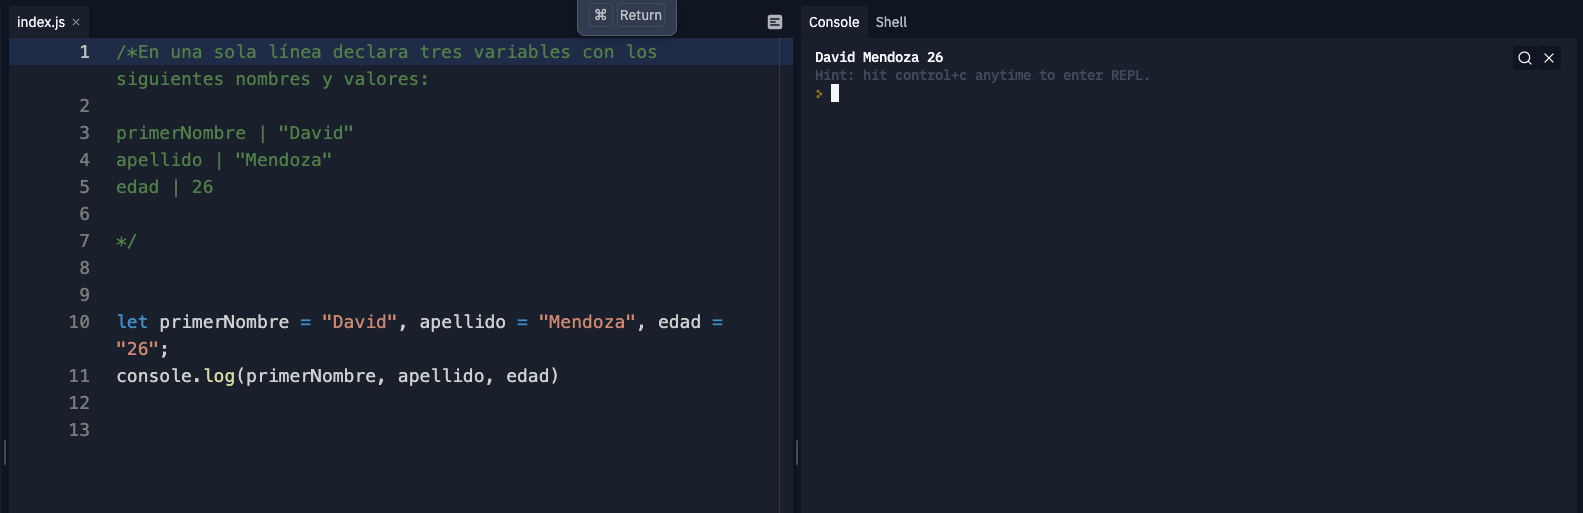 index.js ×
⌘ Return
1 /*En una sola línea declara tres variables con los
siguientes nombres y valores:
2
3 primerNombre | "David"
4 apellido | "Mendoza"
5 edad | 26
6
7 */
8
9
10 let primerNombre = "David", apellido = "Mendoza", edad =
"26";
11 console.log(primerNombre, apellido, edad)
12
13
Console Shell
David Mendoza 26
Hint: hit control+c anytime to enter REPL.
>